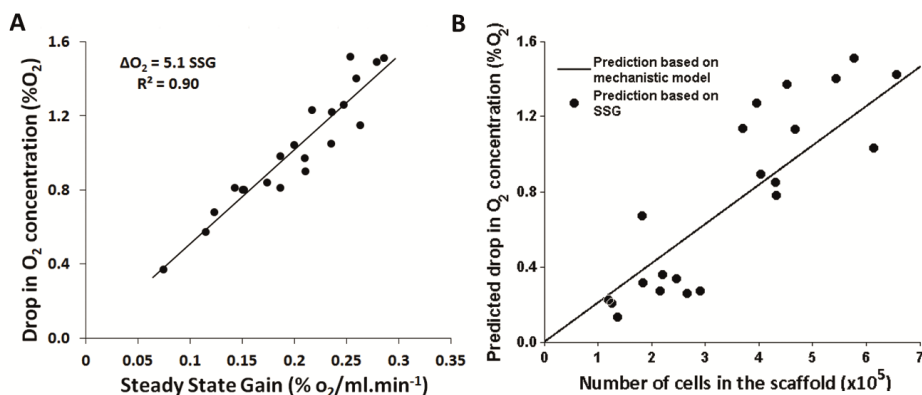 A
ΔO₂ = 5.1 SSG
R² = 0.90
Drop in O₂ concentration (%O₂)
1.6
1.2
0.8
0.4
0.0
0
0.05
0.1
0.15
0.2
0.25
0.3
0.35
Steady State Gain (% o₂/ml.min⁻¹)
B
Prediction based on
mechanistic model
Prediction based on
SSG
Predicted drop in O₂ concentration (%O₂)
1.6
1.2
0.8
0.4
0.0
0
1
2
3
4
5
6
7
Number of cells in the scaffold (x10⁵)